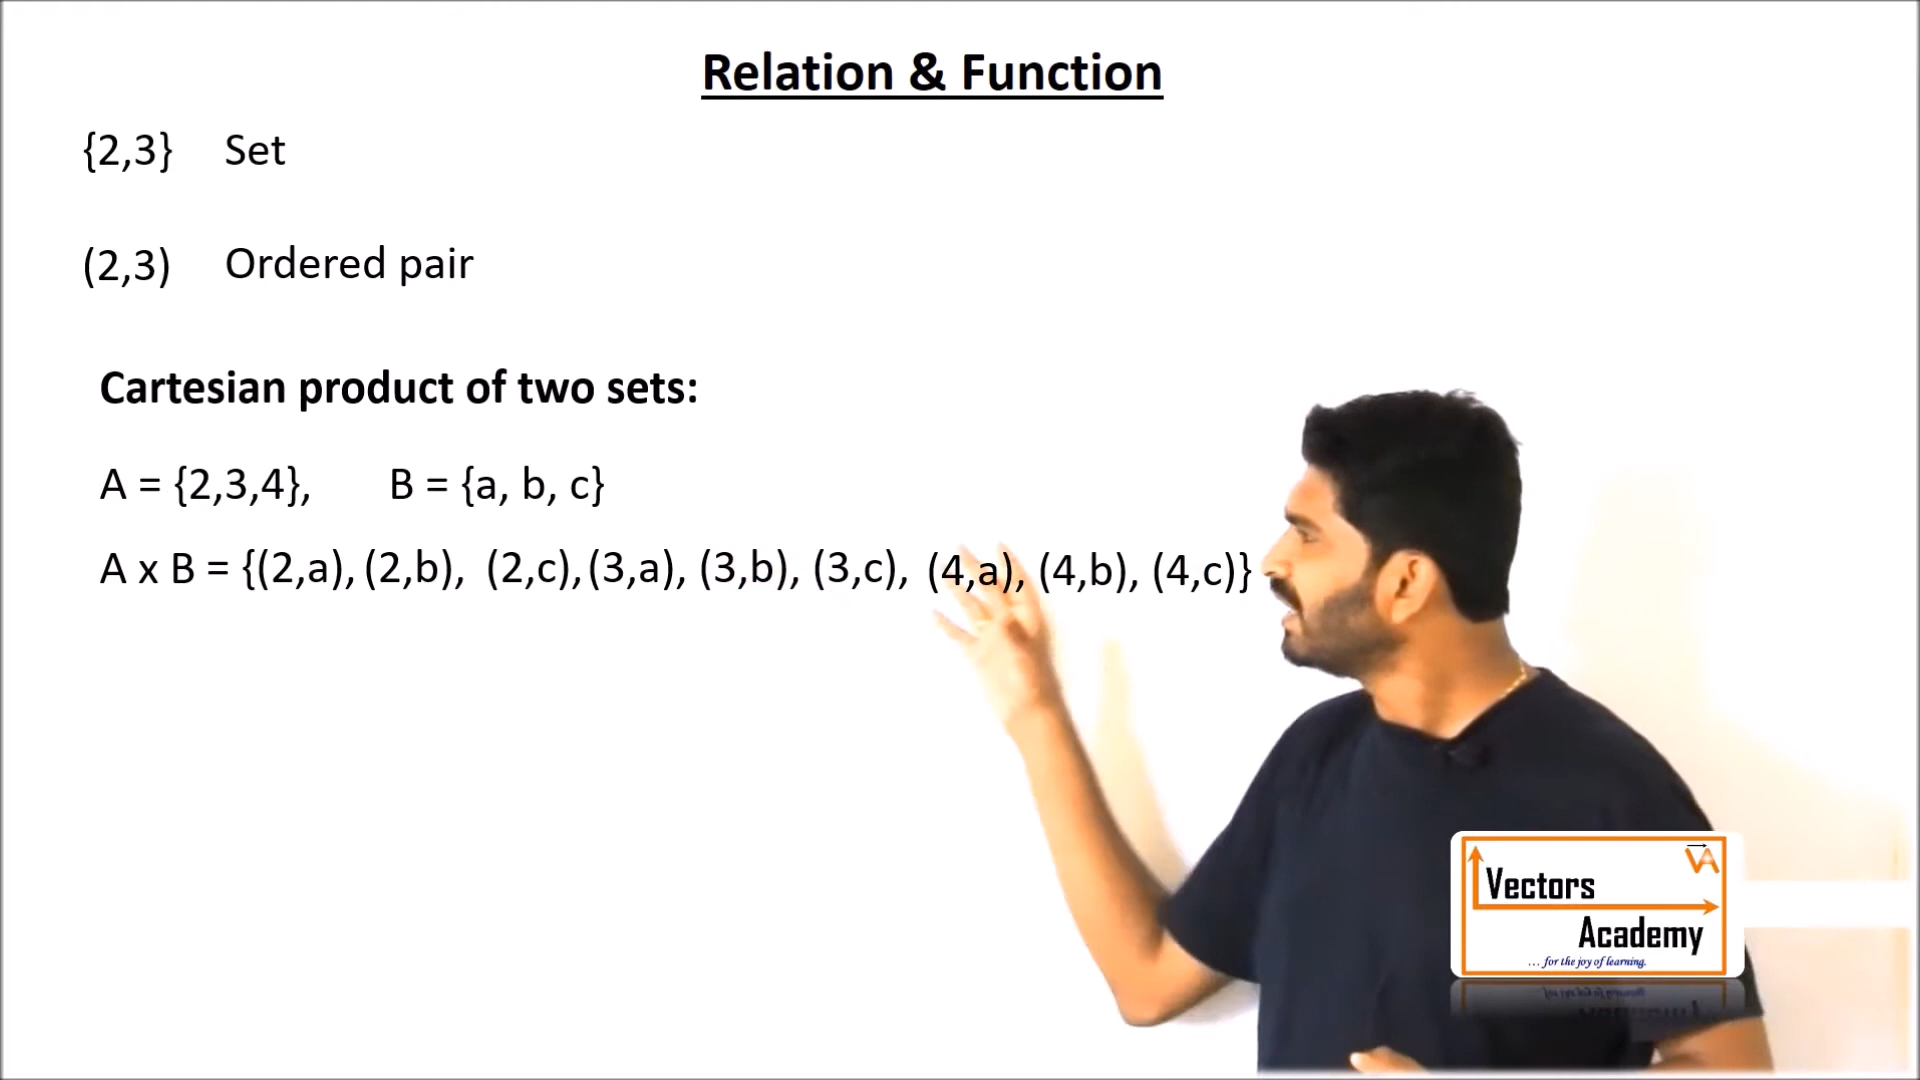 Relation & Function
{2,3} Set
(2,3) Ordered pair
Cartesian product of two sets:
A = {2,3,4}, B = {a, b, c}
A x B = {(2,a), (2,b), (2,c), (3,a), (3,b), (3,c), (4,a), (4,b), (4,c)}
VA
Vectors
Academy
... for the joy of learning.